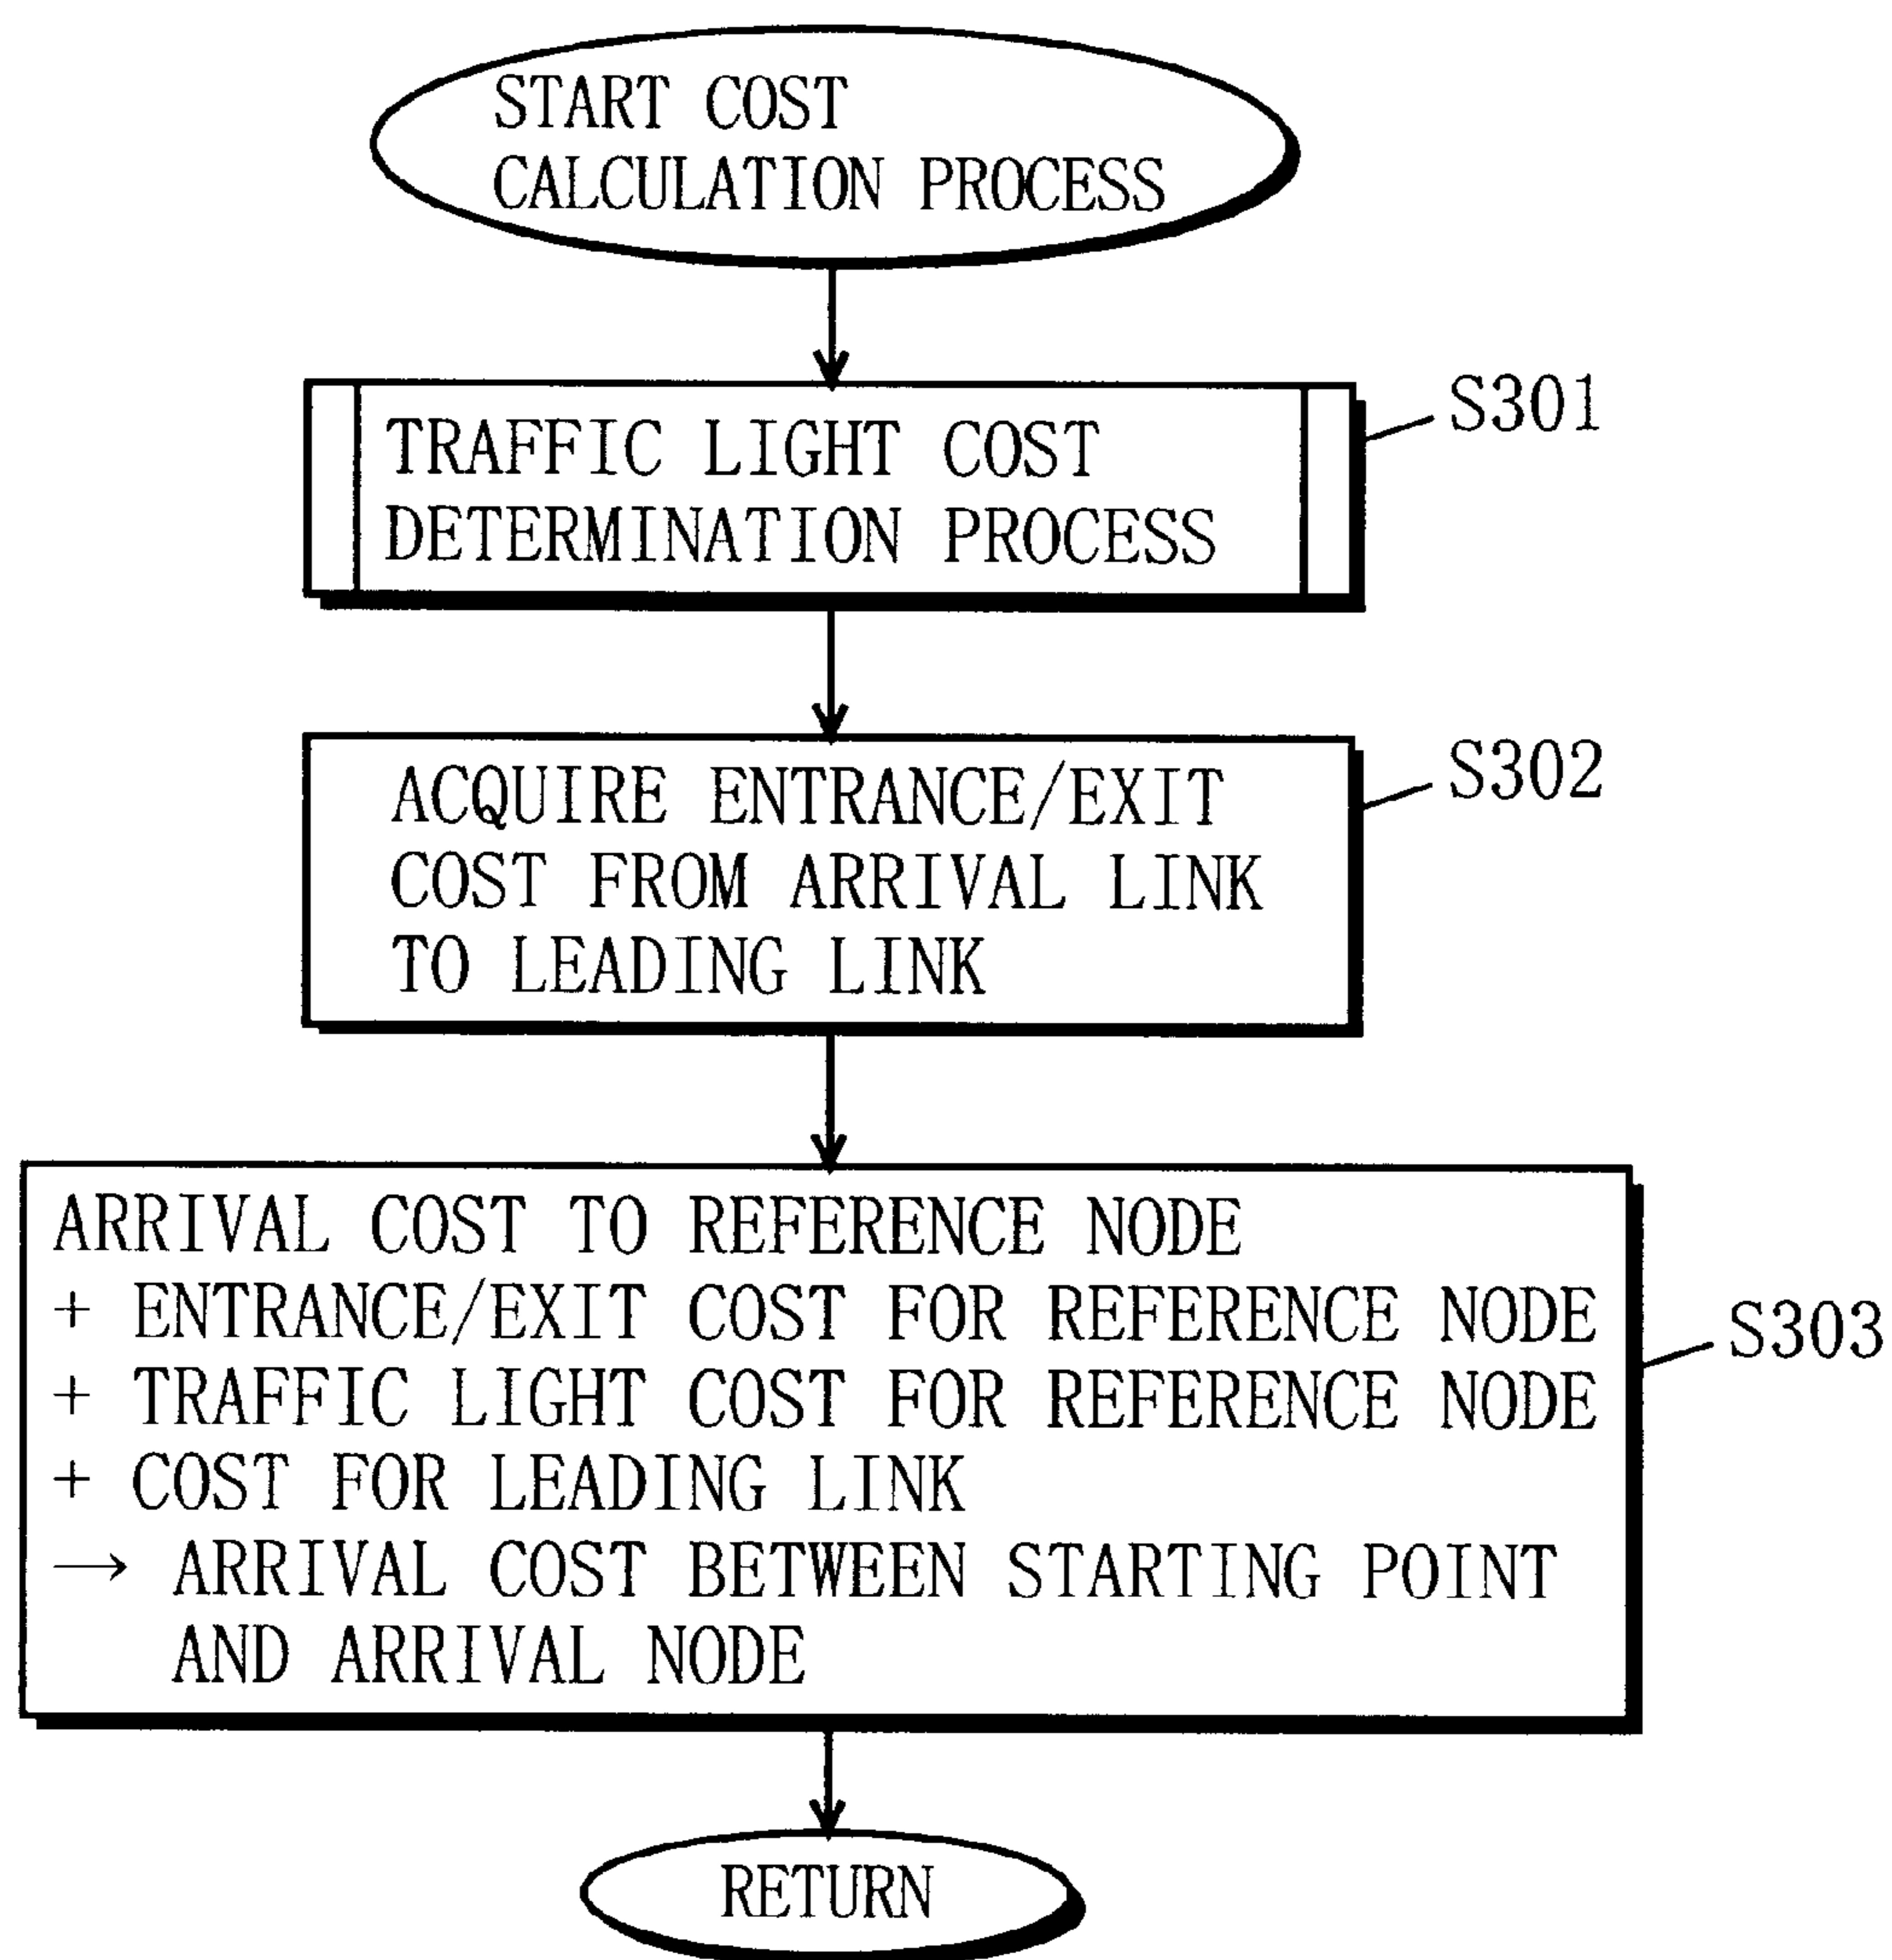 START COST
CALCULATION PROCESS
TRAFFIC LIGHT COST
DETERMINATION PROCESS
S301
ACQUIRE ENTRANCE/EXIT
COST FROM ARRIVAL LINK
TO LEADING LINK
S302
ARRIVAL COST TO REFERENCE NODE
+ ENTRANCE/EXIT COST FOR REFERENCE NODE
+ TRAFFIC LIGHT COST FOR REFERENCE NODE
+ COST FOR LEADING LINK
→ ARRIVAL COST BETWEEN STARTING POINT
AND ARRIVAL NODE
S303
RETURN